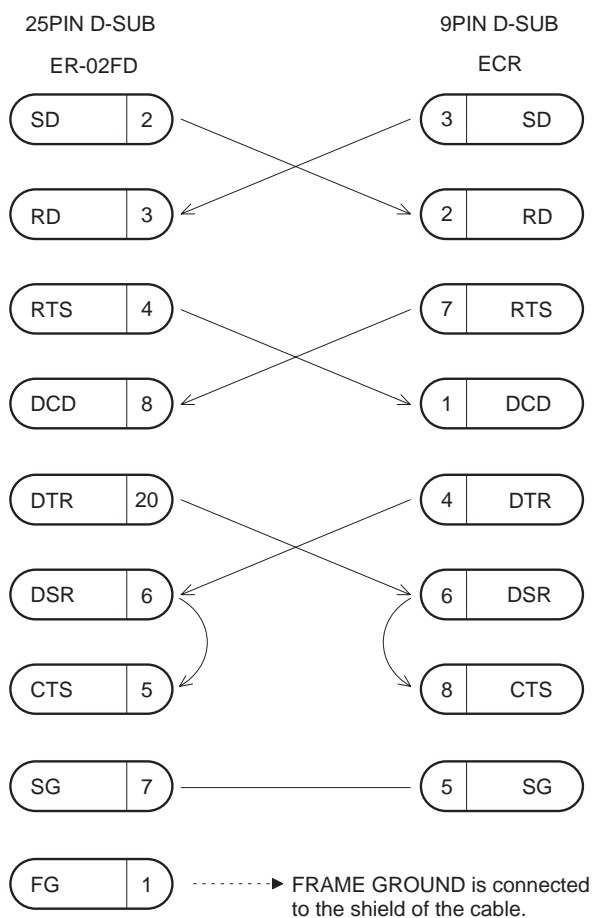 25PIN D-SUB 9PIN D-SUB
ER-02FD ECR
SD 2 3 SD
RD 3 2 RD
RTS 4 7 RTS
DCD 8 1 DCD
DTR 20 4 DTR
DSR 6 6 DSR
CTS 5 8 CTS
SG 7 5 SG
FG 1 FRAME GROUND is connected
to the shield of the cable.